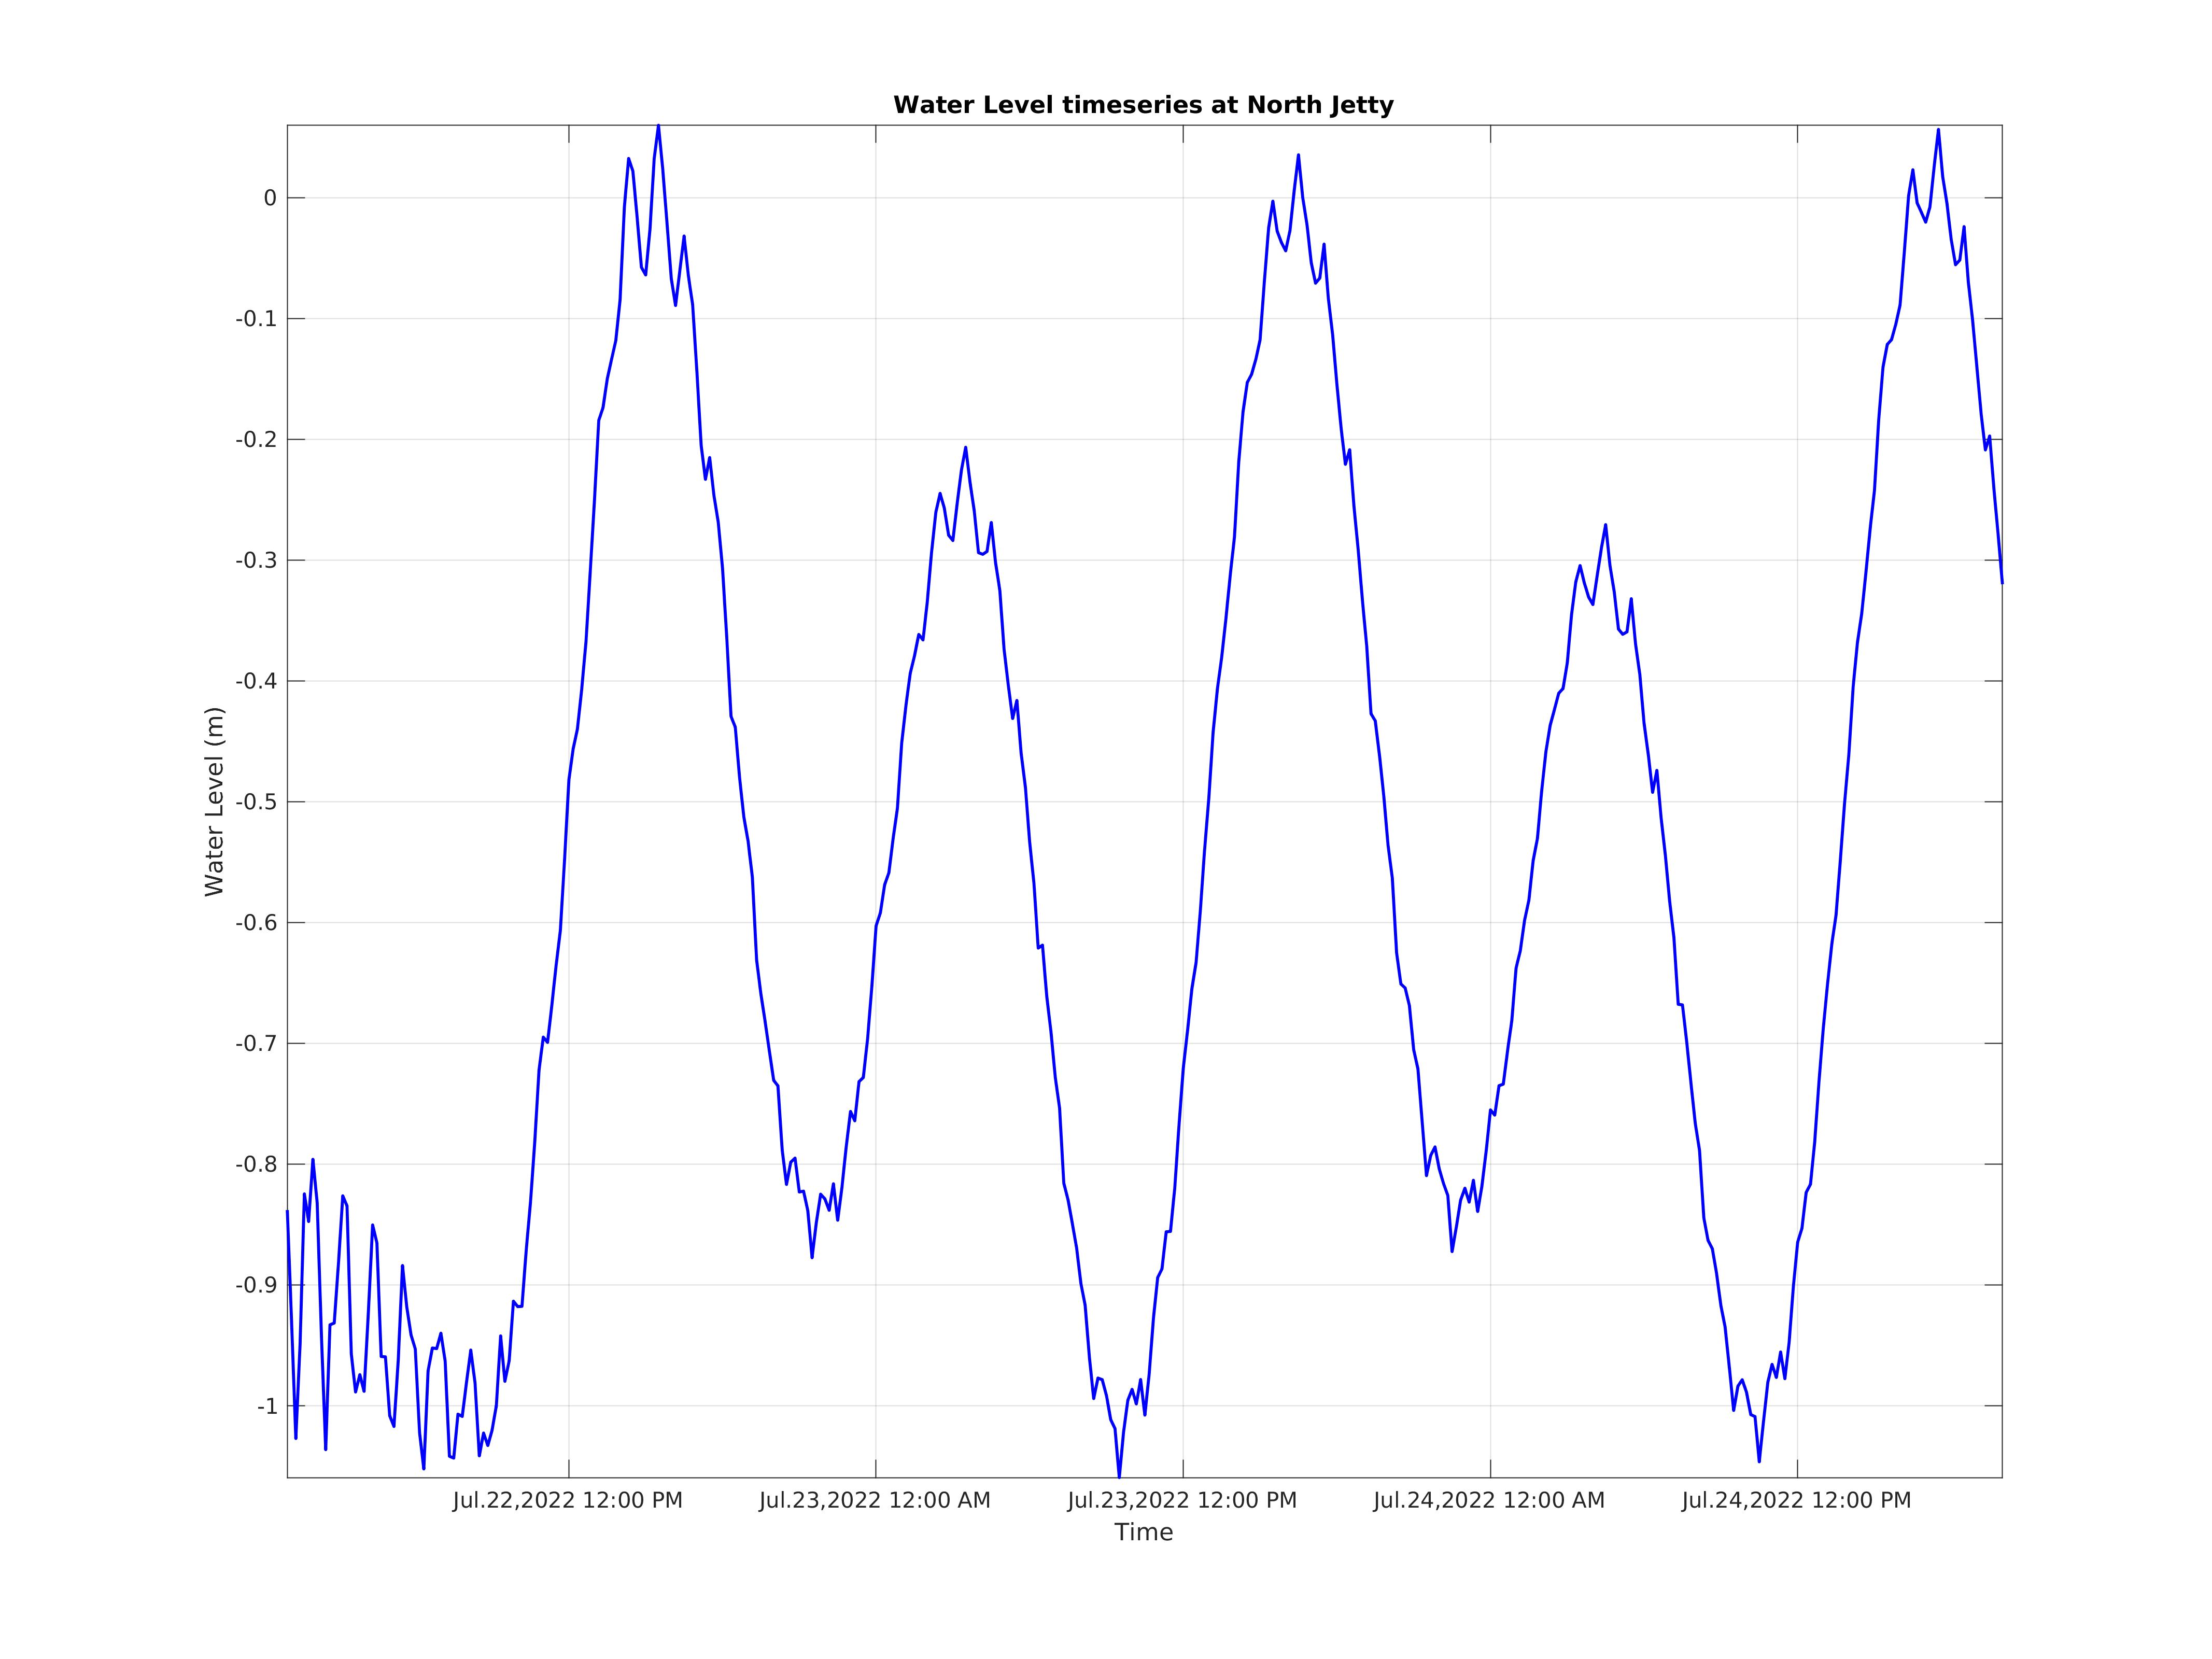 Water Level timeseries at North Jetty
0
-0.1
-0.2
-0.3
-0.4
-0.5
-0.6
-0.7
-0.8
-0.9
-1
Water Level (m)
Jul.22,2022 12:00 PM
Jul.23,2022 12:00 AM
Jul.23,2022 12:00 PM
Jul.24,2022 12:00 AM
Jul.24,2022 12:00 PM
Time